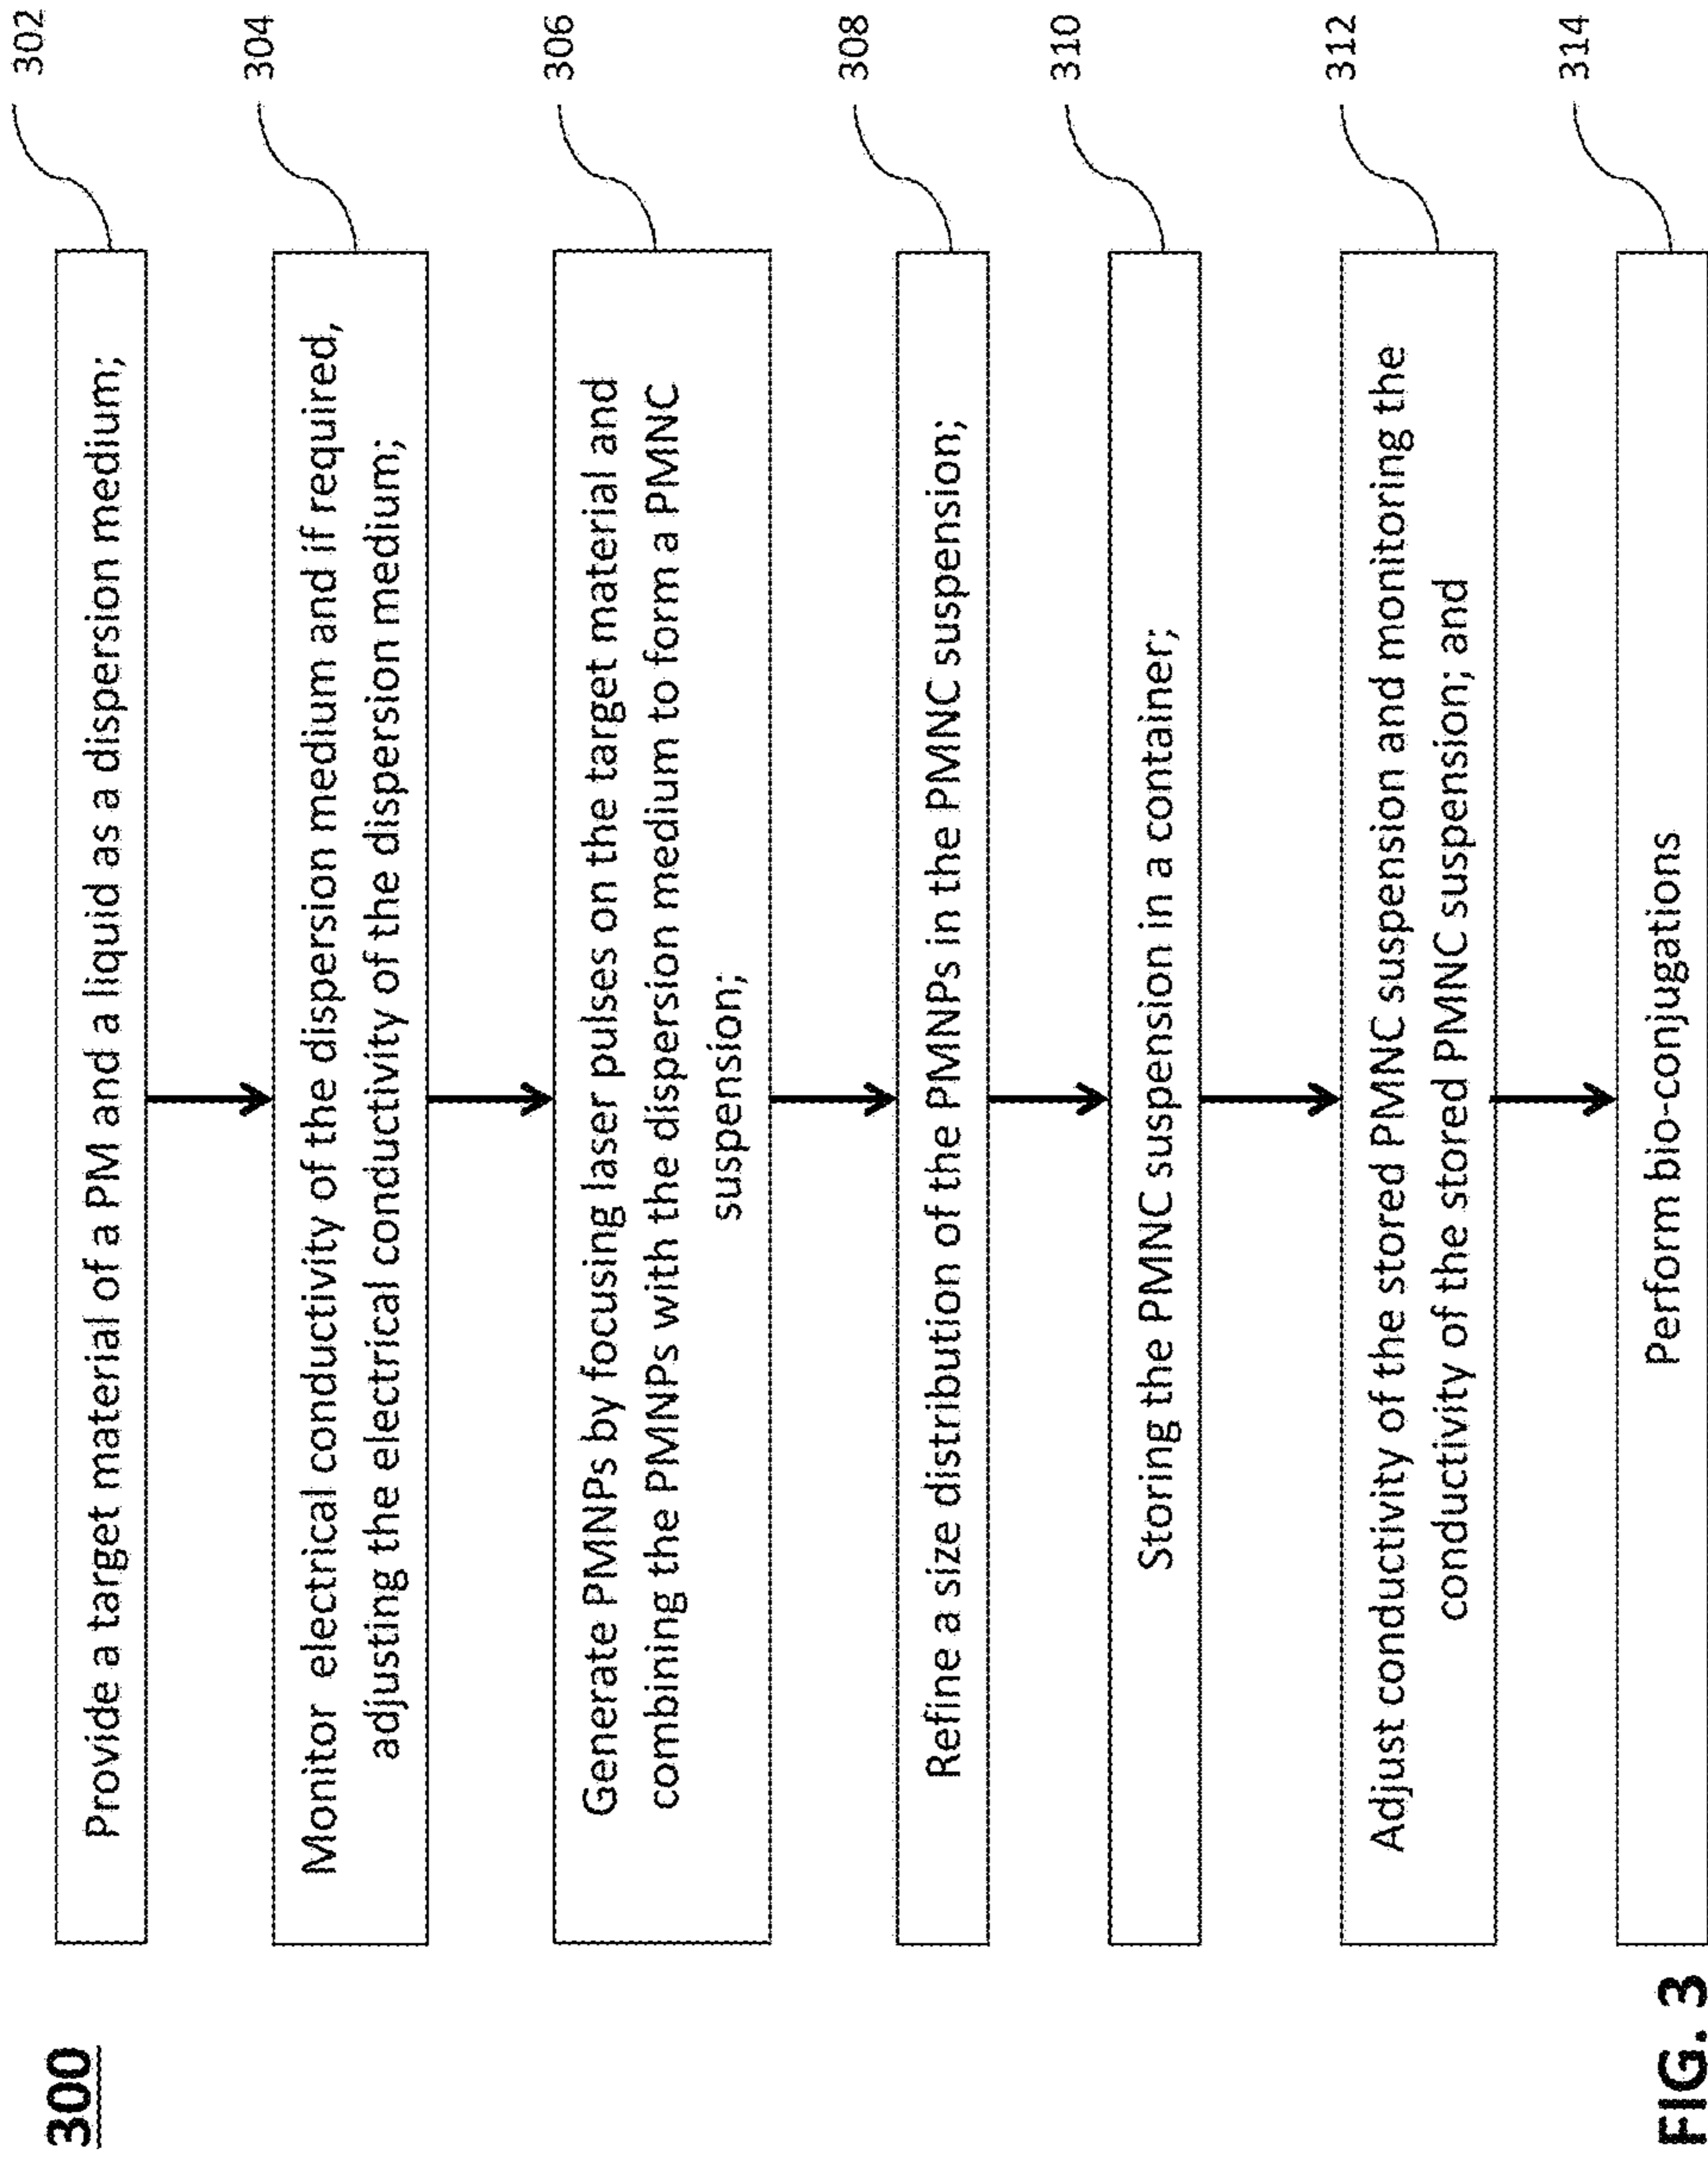 300
Provide a target material of a PM and a liquid as a dispersion medium;
302
Monitor electrical conductivity of the dispersion medium and if required,
adjusting the electrical conductivity of the dispersion medium;
304
Generate PMNPs by focusing laser pulses on the target material and
combining the PMNPs with the dispersion medium to form a PMNC
suspension;
306
Refine a size distribution of the PMNPs in the PMNC suspension;
308
Storing the PMNC suspension in a container;
310
Adjust conductivity of the stored PMNC suspension and monitoring the
conductivity of the stored PMNC suspension; and
312
Perform bio-conjugations
314
FIG. 3